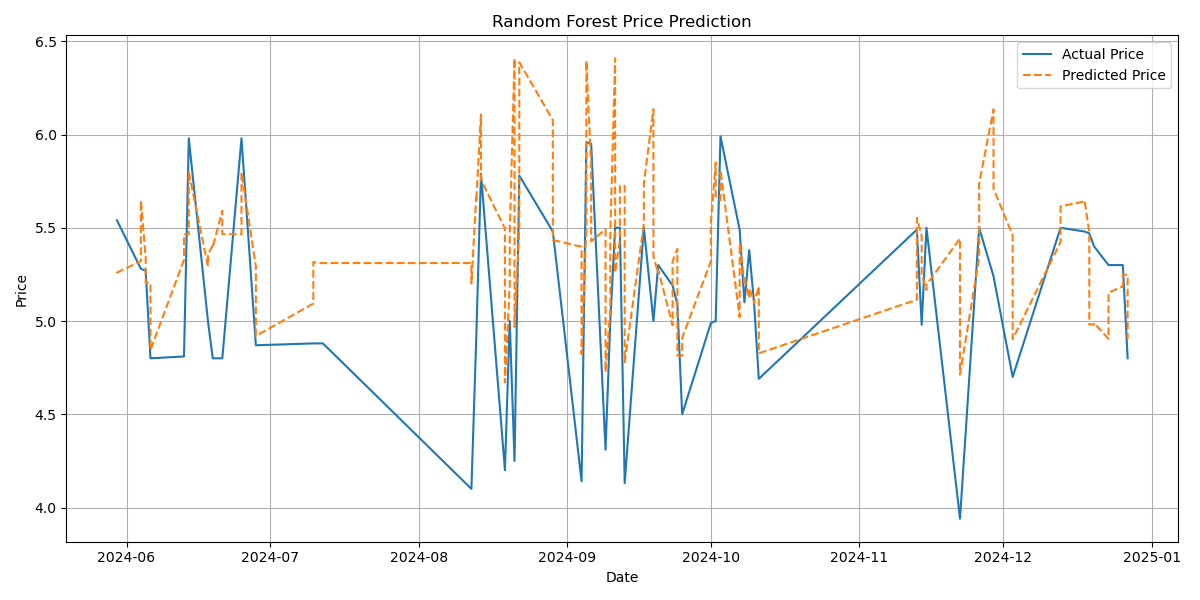 Random Forest Price Prediction
Actual Price
Predicted Price
6.5
6.0
5.5
5.0
4.5
4.0
Price
2024-06
2024-07
2024-08
2024-09
2024-10
2024-11
2024-12
2025-01
Date